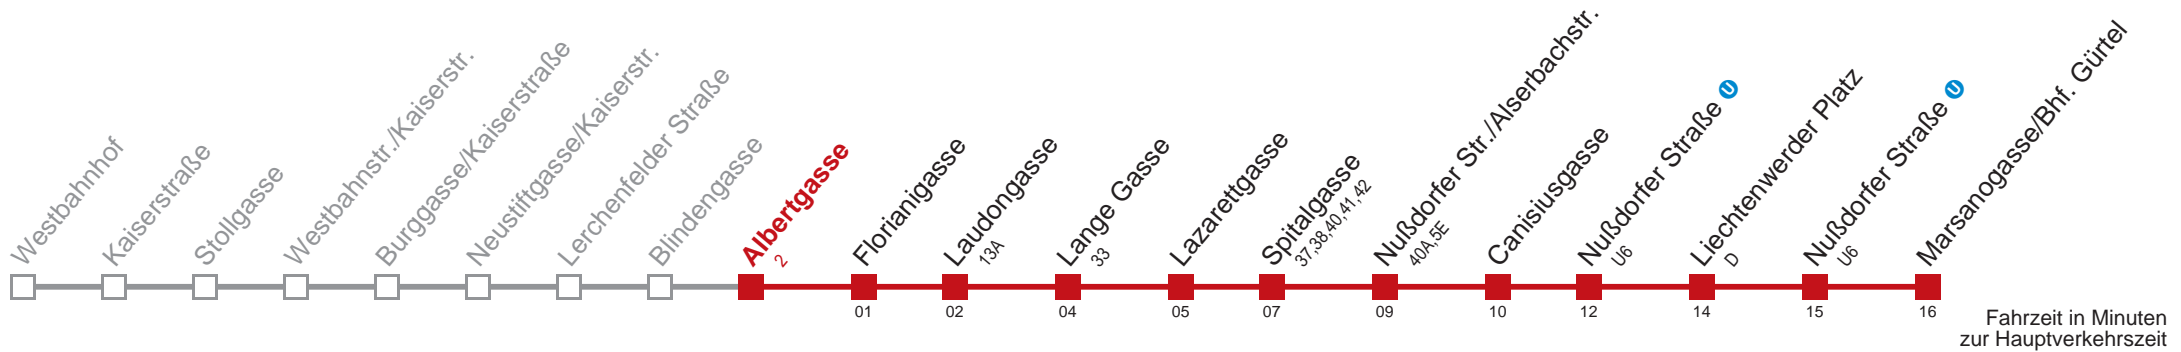 Westbahnhof
Kaiserstraße
Stollgasse
Westbahnstr./Kaiserstr.
Burggasse/Kaiserstraße
Neustiftgasse/Kaiserstr.
Lerchenfelder Straße
Blindengasse
Albertgasse
2
Florianigasse
01
Laudongasse
13A
02
Lange Gasse
33
04
Lazarettgasse
05
Spitalgasse
37,38,40,41,42
07
Nußdorfer Str./Alserbachstr.
40A,5E
09
Canisiusgasse
10
Nußdorfer Straße U
U6
12
Liechtenwerder Platz
D
14
Nußdorfer Straße U
U6
15
Marsanogasse/Bhf. Gürtel
16
Fahrzeit in Minuten
zur Hauptverkehrszeit